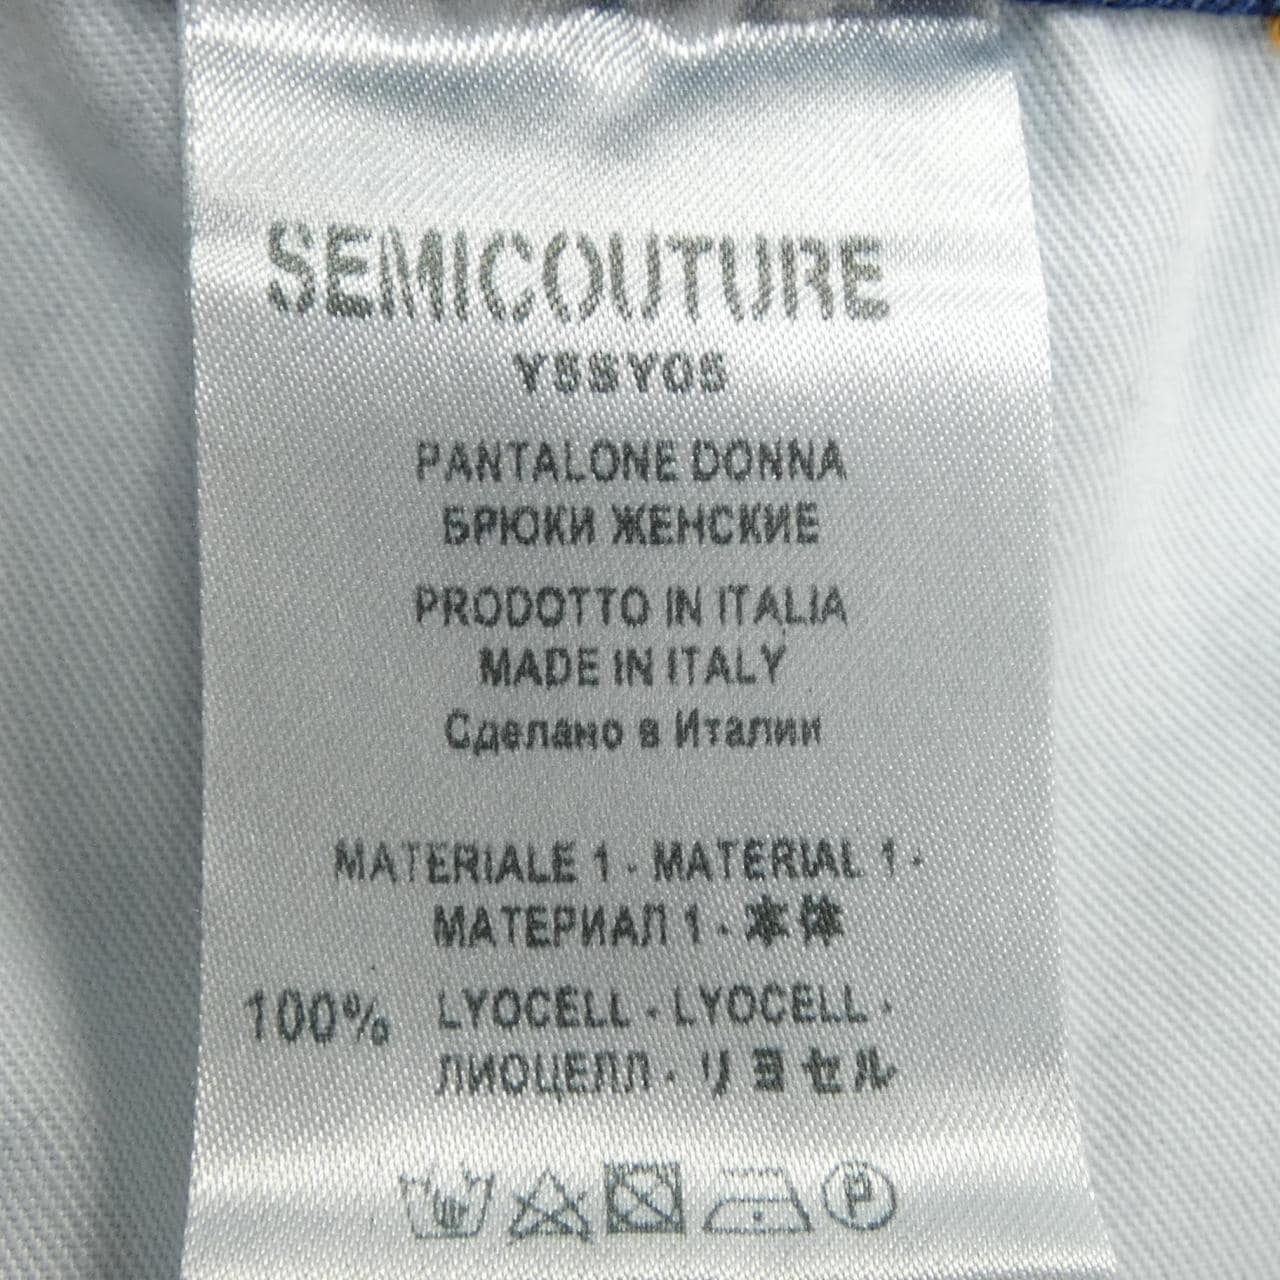 SEMICOUTURE
Y5SY05
PANTALONE DONNA
БРЮКИ ЖЕНСКИЕ
PRODOTTO IN ITALIA
MADE IN ITALY
Сделано в Италии
MATERIALE 1 - MATERIAL 1 -
МАТЕРИАЛ 1 - 本体
100% LYOCELL - LYOCELL -
ЛИОЦЕЛЛ - リヨセル
P